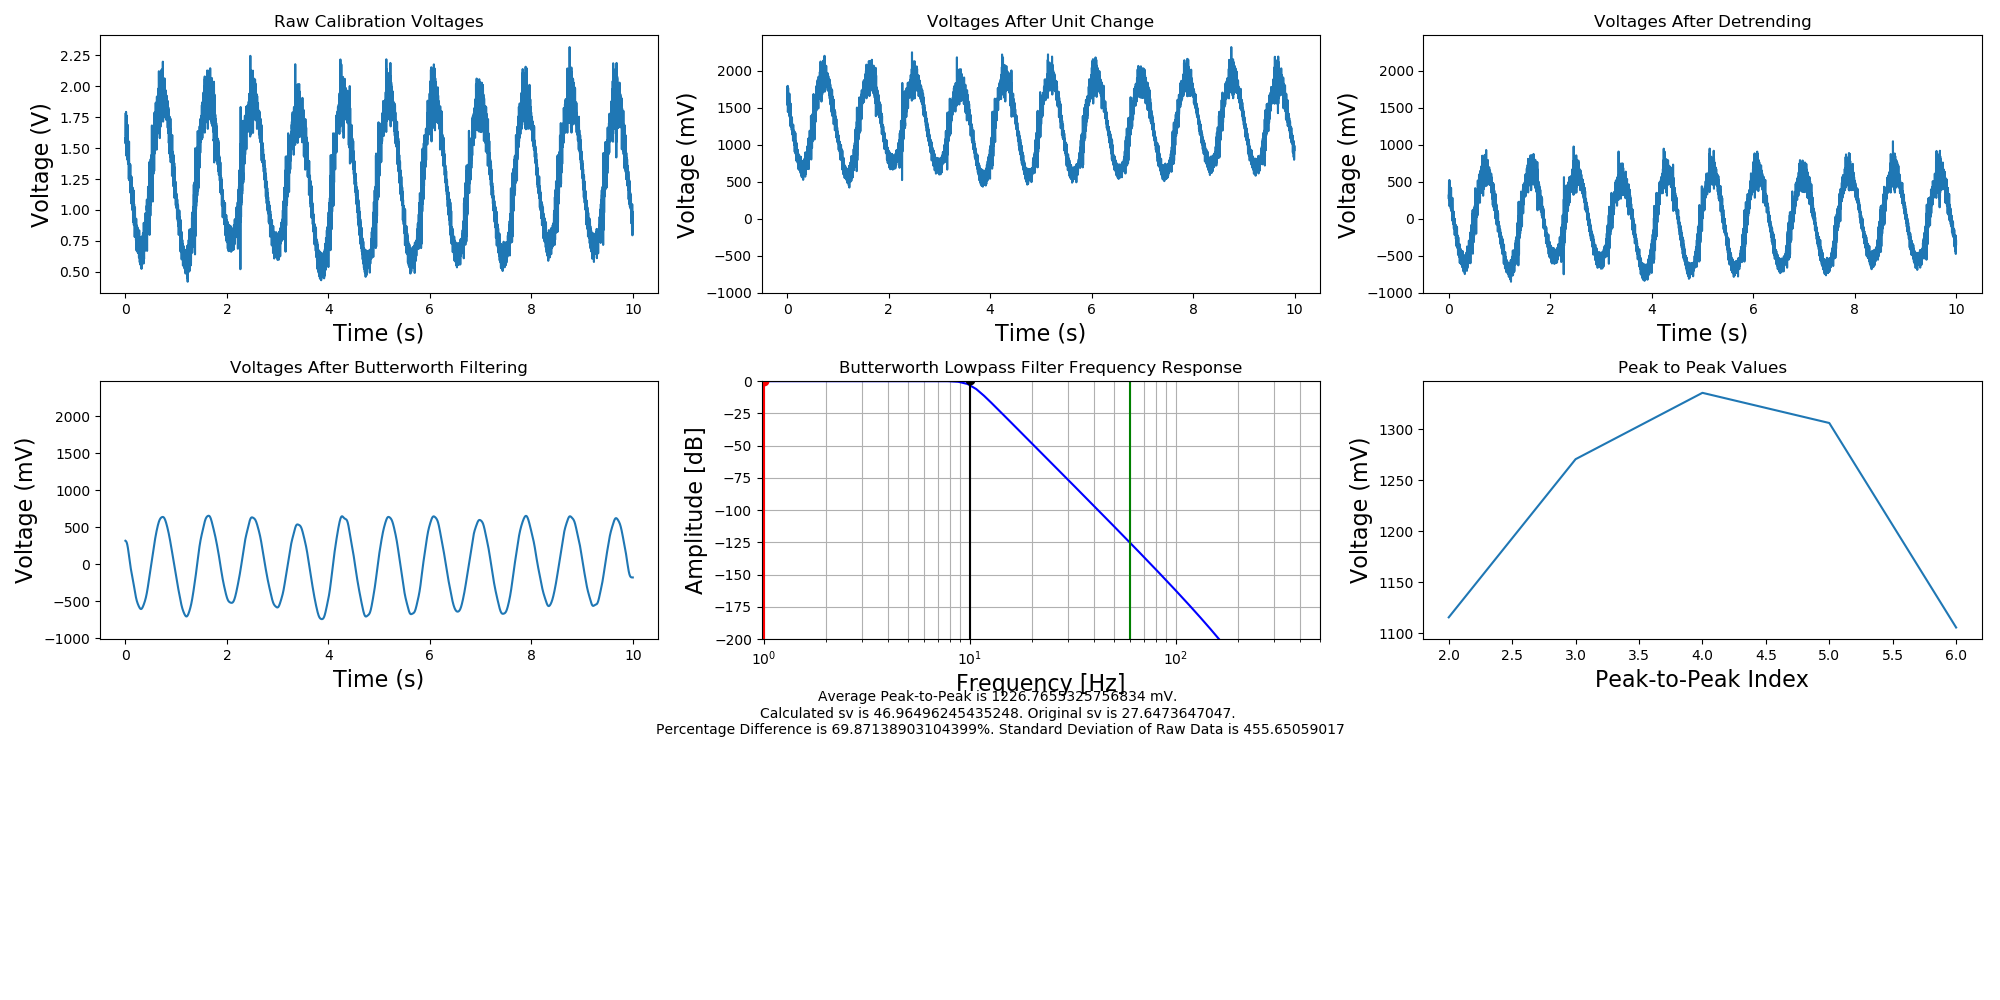 Raw Calibration Voltages
Voltage (V)
2.25
2.00
1.75
1.50
1.25
1.00
0.75
0.50
0 2 4 6 8 10
Time (s)
Voltages After Unit Change
Voltage (mV)
2000
1500
1000
500
0
−500
−1000
0 2 4 6 8 10
Time (s)
Voltages After Detrending
Voltage (mV)
2000
1500
1000
500
0
−500
−1000
0 2 4 6 8 10
Time (s)
Voltages After Butterworth Filtering
Voltage (mV)
2000
1500
1000
500
0
−500
−1000
0 2 4 6 8 10
Time (s)
Butterworth Lowpass Filter Frequency Response
Amplitude [dB]
0
−25
−50
−75
−100
−125
−150
−175
−200
10⁰ 10¹ 10²
Frequency [Hz]
Peak to Peak Values
Voltage (mV)
1300
1250
1200
1150
1100
2.0 2.5 3.0 3.5 4.0 4.5 5.0 5.5 6.0
Peak-to-Peak Index
Average Peak-to-Peak is 1226.7655325756834 mV.
Calculated sv is 46.96496245435248. Original sv is 27.6473647047.
Percentage Difference is 69.87138903104399%. Standard Deviation of Raw Data is 455.65059017